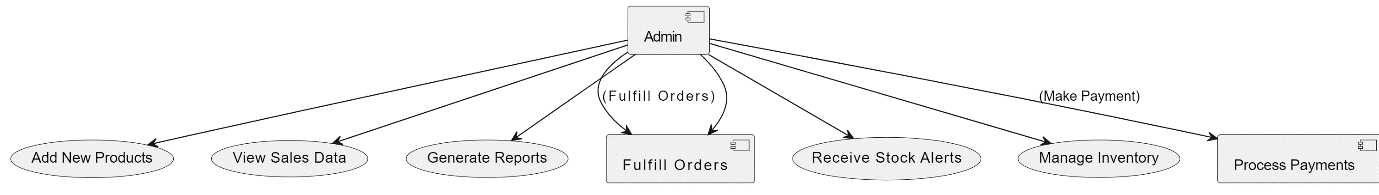 Admin
(Fulfill Orders)
(Make Payment)
Add New Products
View Sales Data
Generate Reports
Fulfill Orders
Receive Stock Alerts
Manage Inventory
Process Payments